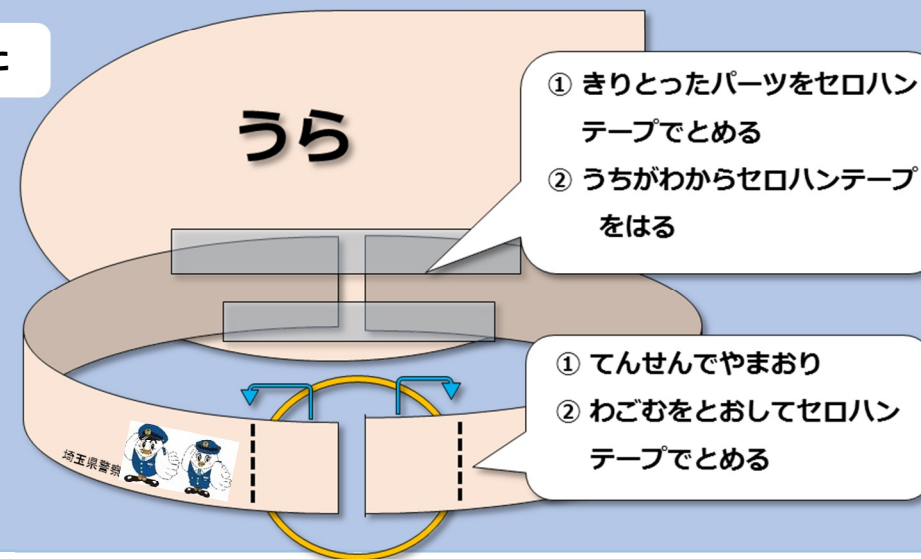 た
うら
① きりとったパーツをセロハン
テープでとめる
② うちがわからセロハンテープ
をはる
① てんせんでやまおり
② わごむをとおしてセロハン
テープでとめる
埼玉県警察